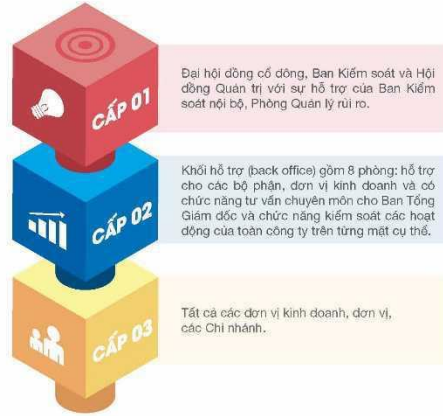 CẤP 01
Đại hội đồng cổ đông, Ban Kiểm soát và Hội
đồng Quản trị với sự hỗ trợ của Ban Kiểm
soát nội bộ, Phòng Quản lý rủi ro.
CẤP 02
Khối hỗ trợ (back office) gồm 8 phòng: hỗ trợ
cho các bộ phận, đơn vị kinh doanh và có
chức năng tư vấn chuyên môn cho Ban Tổng
Giám đốc và chức năng kiểm soát các hoạt
động của toàn công ty trên từng mặt cụ thể.
CẤP 03
Tất cả các đơn vị kinh doanh, đơn vị,
các Chi nhánh.